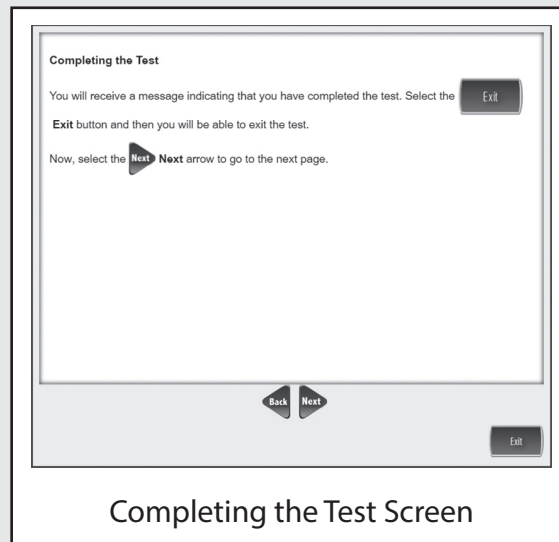 Completing the Test
You will receive a message indicating that you have completed the test. Select the Exit
Exit button and then you will be able to exit the test.
Now, select the Next Next arrow to go to the next page.
Back Next
Exit
Completing the Test Screen